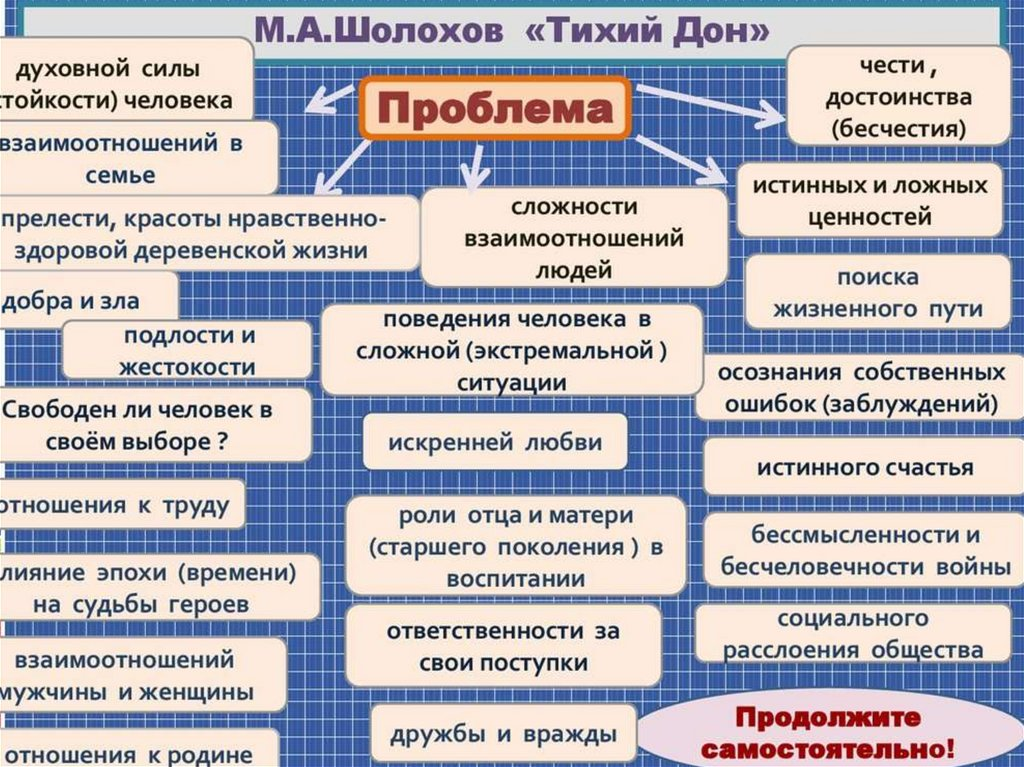 М.А.Шолохов «Тихий Дон»
Проблема
духовной силы
стойкости) человека
взаимоотношений в
семье
прелести, красоты нравственно-
здоровой деревенской жизни
добра и зла
подлости и
жестокости
Свободен ли человек в
своём выборе ?
отношения к труду
лияние эпохи (времени)
на судьбы героев
взаимоотношений
мужчины и женщины
отношения к родине
сложности
взаимоотношений
людей
поведения человека в
сложной (экстремальной )
ситуации
искренней любви
роли отца и матери
(старшего поколения ) в
воспитании
ответственности за
свои поступки
дружбы и вражды
чести ,
достоинства
(бесчестия)
истинных и ложных
ценностей
поиска
жизненного пути
осознания собственных
ошибок (заблуждений)
истинного счастья
бессмысленности и
бесчеловечности войны
социального
расслоения общества
Продолжите
самостоятельно!